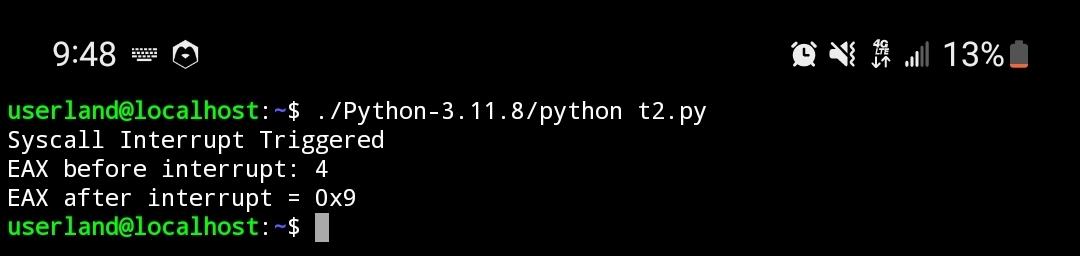 9:48 4G LTE 13%
userland@localhost:~$ ./Python-3.11.8/python t2.py
Syscall Interrupt Triggered
EAX before interrupt: 4
EAX after interrupt = 0x9
userland@localhost:~$